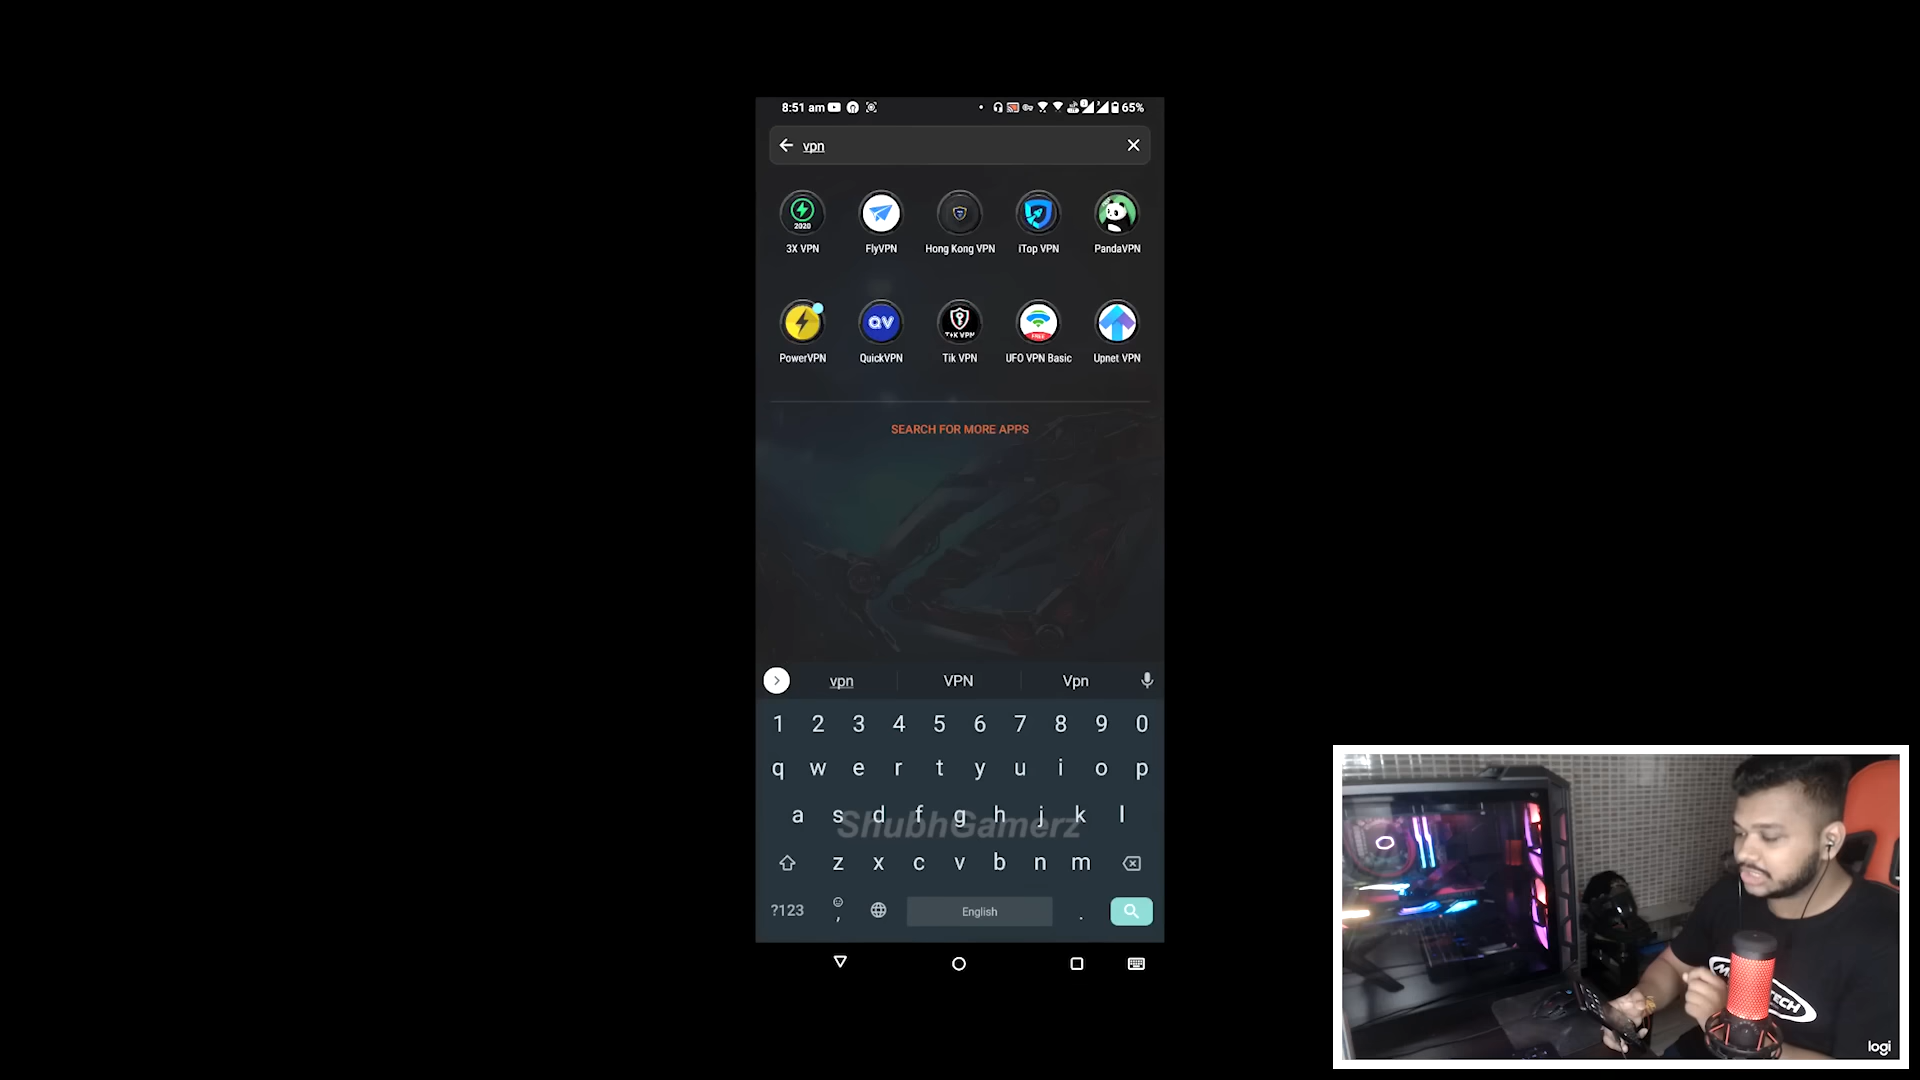 8:51 am
65%
vpn
2020
3X VPN
FlyVPN
Hong Kong VPN
iTop VPN
PandaVPN
QV
T+K VPN
FREE
PowerVPN
QuickVPN
Tik VPN
UFO VPN Basic
Upnet VPN
SEARCH FOR MORE APPS
vpn VPN Vpn
1 2 3 4 5 6 7 8 9 0
q w e r t y u i o p
a s d f g h j k l
ShubhGamerz
z x c v b n m
?123 , English .
logi